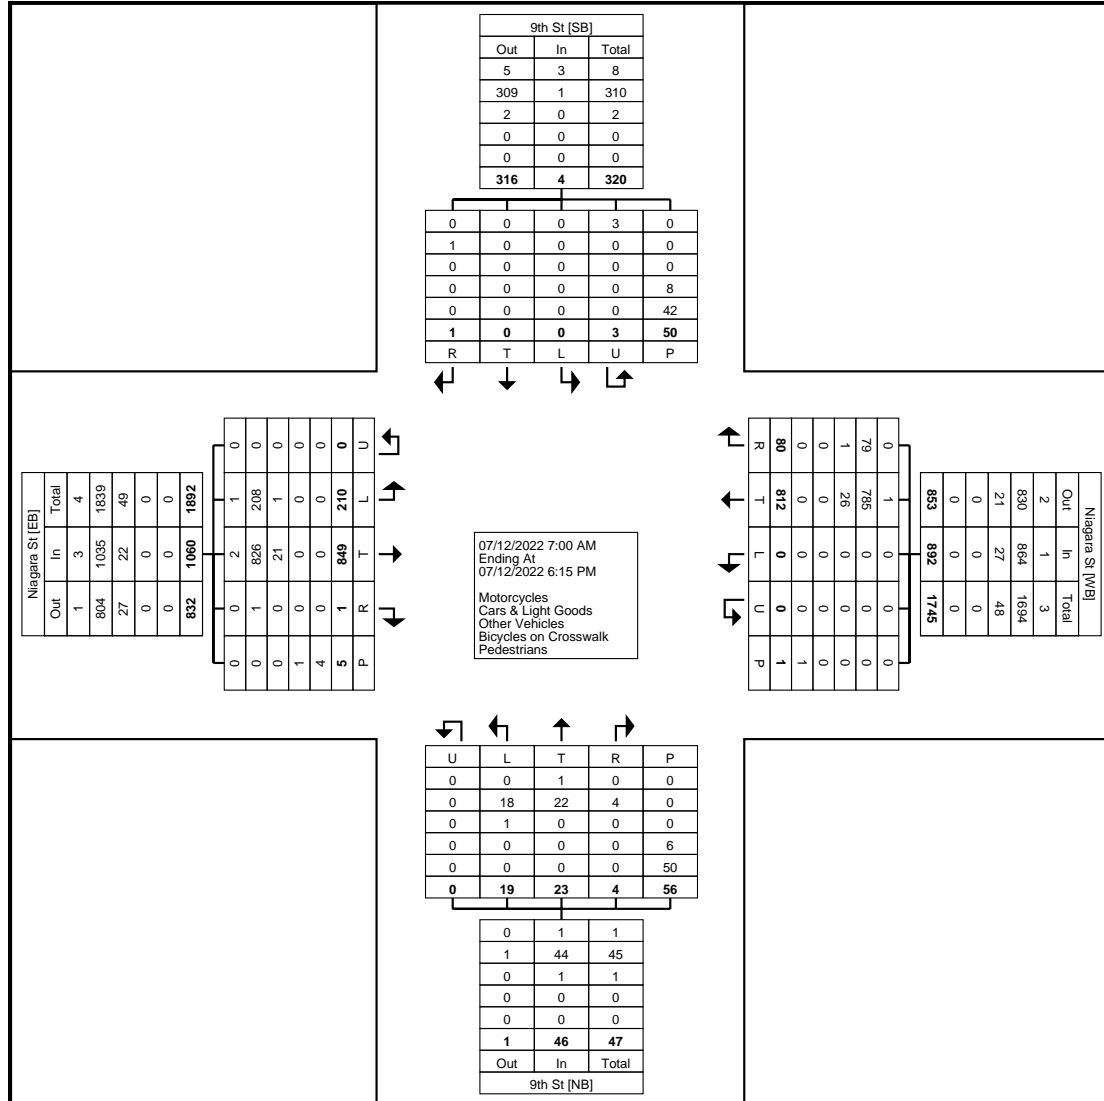 9th St [SB]
Out In Total
5 3 8
309 1 310
2 0 2
0 0 0
0 0 0
316 4 320
0 0 0 3 0
1 0 0 0 0
0 0 0 0 0
0 0 0 0 8
0 0 0 0 42
1 0 0 3 50
R T L U P
Niagara St [EB]
Total In Out
4 3 1
1839 1035 804
49 22 27
0 0 0
0 0 0
1892 1060 832
0 1 2 0 0
0 208 826 1 0
0 1 21 0 0
0 0 0 0 1
0 0 0 0 4
0 210 849 1 5
U L T R P
07/12/2022 7:00 AM
Ending At
07/12/2022 6:15 PM
Motorcycles
Cars & Light Goods
Other Vehicles
Bicycles on Crosswalk
Pedestrians
Niagara St [WB]
Out In Total
2 1 3
830 864 1694
21 27 48
0 0 0
0 0 0
853 892 1745
0 1 0 0 0
79 785 0 0 0
1 26 0 0 0
0 0 0 0 0
0 0 0 0 1
80 812 0 0 1
R T L U P
U L T R P
0 0 1 0 0
0 18 22 4 0
0 1 0 0 0
0 0 0 0 6
0 0 0 0 50
0 19 23 4 56
0 1 1
1 44 45
0 1 1
0 0 0
0 0 0
1 46 47
Out In Total
9th St [NB]